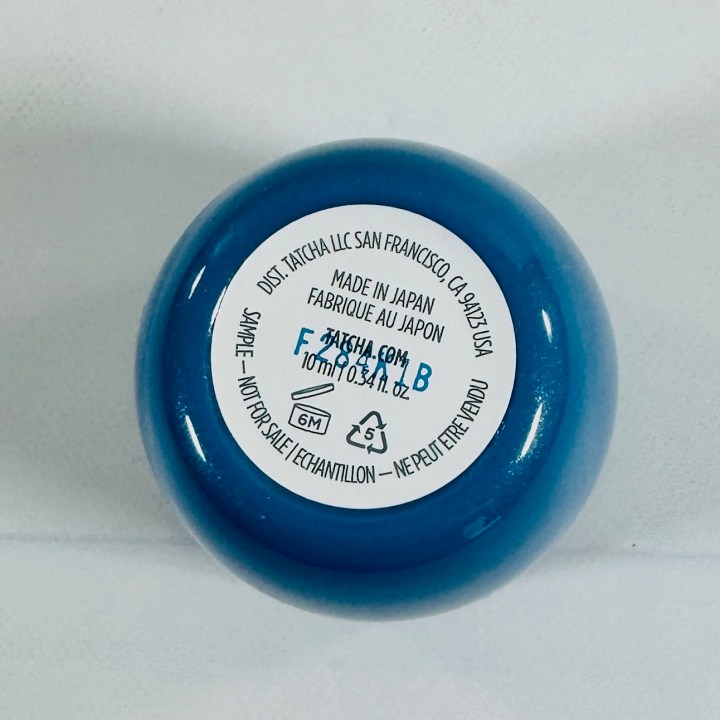 DIST. TATCHA LLC SAN FRANCISCO, CA 94123 USA
MADE IN JAPAN
FABRIQUE AU JAPON
TATCHA.COM
10 ml | 0.34 fl. oz
6M
5
SAMPLE – NOT FOR SALE | ECHANTILLON – NE PEUT ETRE VENDU